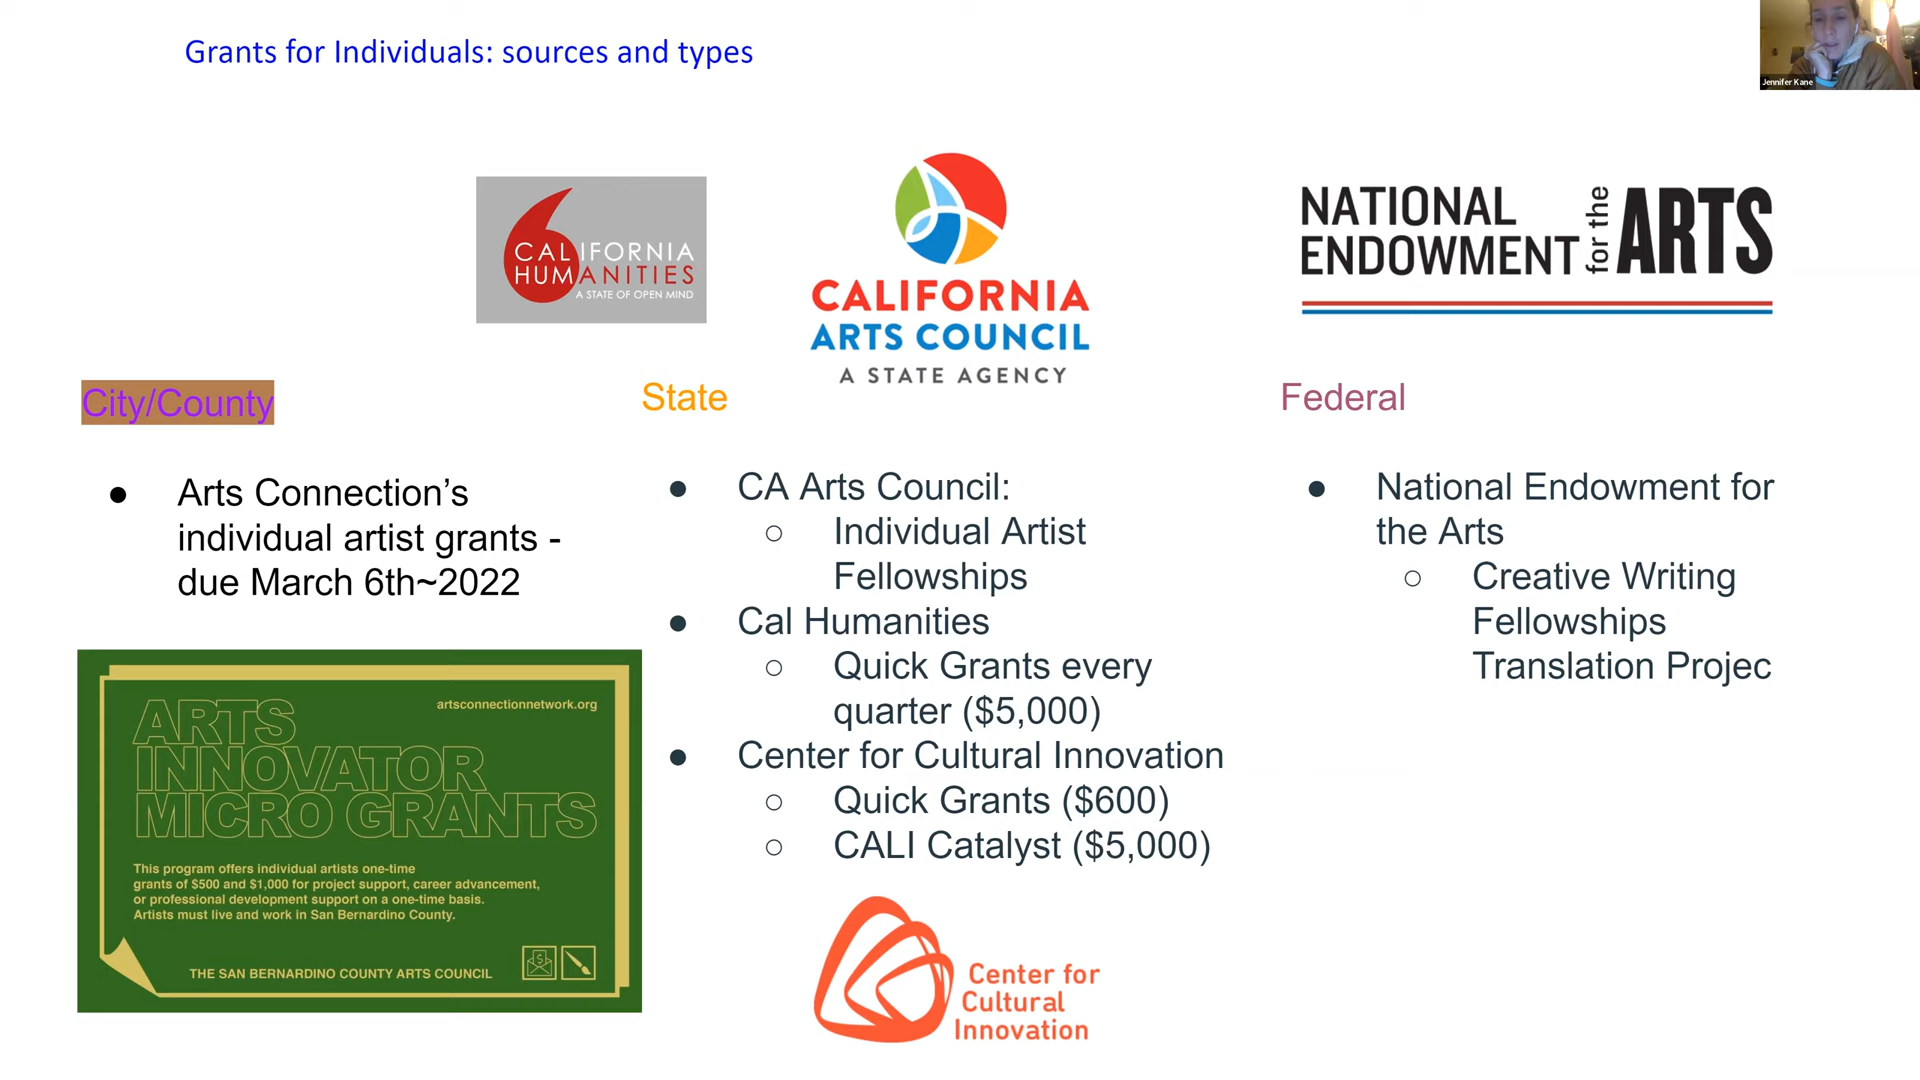 Grants for Individuals: sources and types
Jennifer Kane
CALIFORNIA
HUMANITIES
A STATE OF OPEN MIND
CALIFORNIA
ARTS COUNCIL
A STATE AGENCY
NATIONAL
ENDOWMENT
for the
ARTS
City/County
Arts Connection’s
individual artist grants -
due March 6th~2022
ARTS
INNOVATOR
MICRO GRANTS
artsconnectionnetwork.org
This program offers individual artists one-time
grants of $500 and $1,000 for project support, career advancement,
or professional development support on a one-time basis.
Artists must live and work in San Bernardino County.
THE SAN BERNARDINO COUNTY ARTS COUNCIL
State
CA Arts Council:
Individual Artist
Fellowships
Cal Humanities
Quick Grants every
quarter ($5,000)
Center for Cultural Innovation
Quick Grants ($600)
CALI Catalyst ($5,000)
Center for
Cultural
Innovation
Federal
National Endowment for
the Arts
Creative Writing
Fellowships
Translation Projec